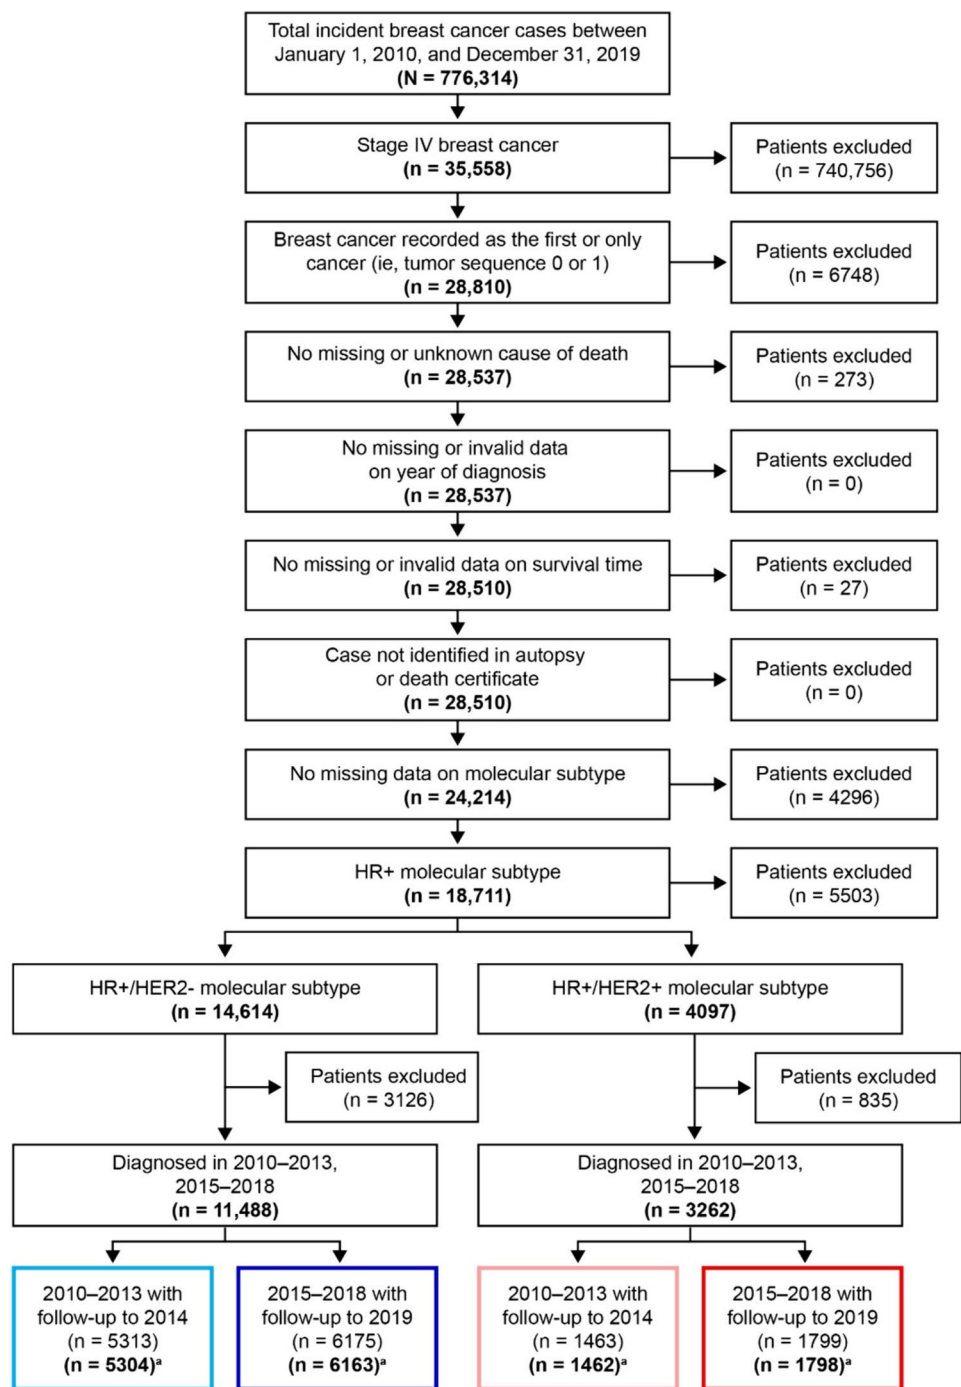 Total incident breast cancer cases between
January 1, 2010, and December 31, 2019
(N = 776,314)
Stage IV breast cancer
(n = 35,558)
Patients excluded
(n = 740,756)
Breast cancer recorded as the first or only
cancer (ie, tumor sequence 0 or 1)
(n = 28,810)
Patients excluded
(n = 6748)
No missing or unknown cause of death
(n = 28,537)
Patients excluded
(n = 273)
No missing or invalid data
on year of diagnosis
(n = 28,537)
Patients excluded
(n = 0)
No missing or invalid data on survival time
(n = 28,510)
Patients excluded
(n = 27)
Case not identified in autopsy
or death certificate
(n = 28,510)
Patients excluded
(n = 0)
No missing data on molecular subtype
(n = 24,214)
Patients excluded
(n = 4296)
HR+ molecular subtype
(n = 18,711)
Patients excluded
(n = 5503)
HR+/HER2- molecular subtype
(n = 14,614)
HR+/HER2+ molecular subtype
(n = 4097)
Patients excluded
(n = 3126)
Patients excluded
(n = 835)
Diagnosed in 2010–2013,
2015–2018
(n = 11,488)
Diagnosed in 2010–2013,
2015–2018
(n = 3262)
2010–2013 with
follow-up to 2014
(n = 5313)
(n = 5304)ª
2015–2018 with
follow-up to 2019
(n = 6175)
(n = 6163)ª
2010–2013 with
follow-up to 2014
(n = 1463)
(n = 1462)ª
2015–2018 with
follow-up to 2019
(n = 1799)
(n = 1798)ª